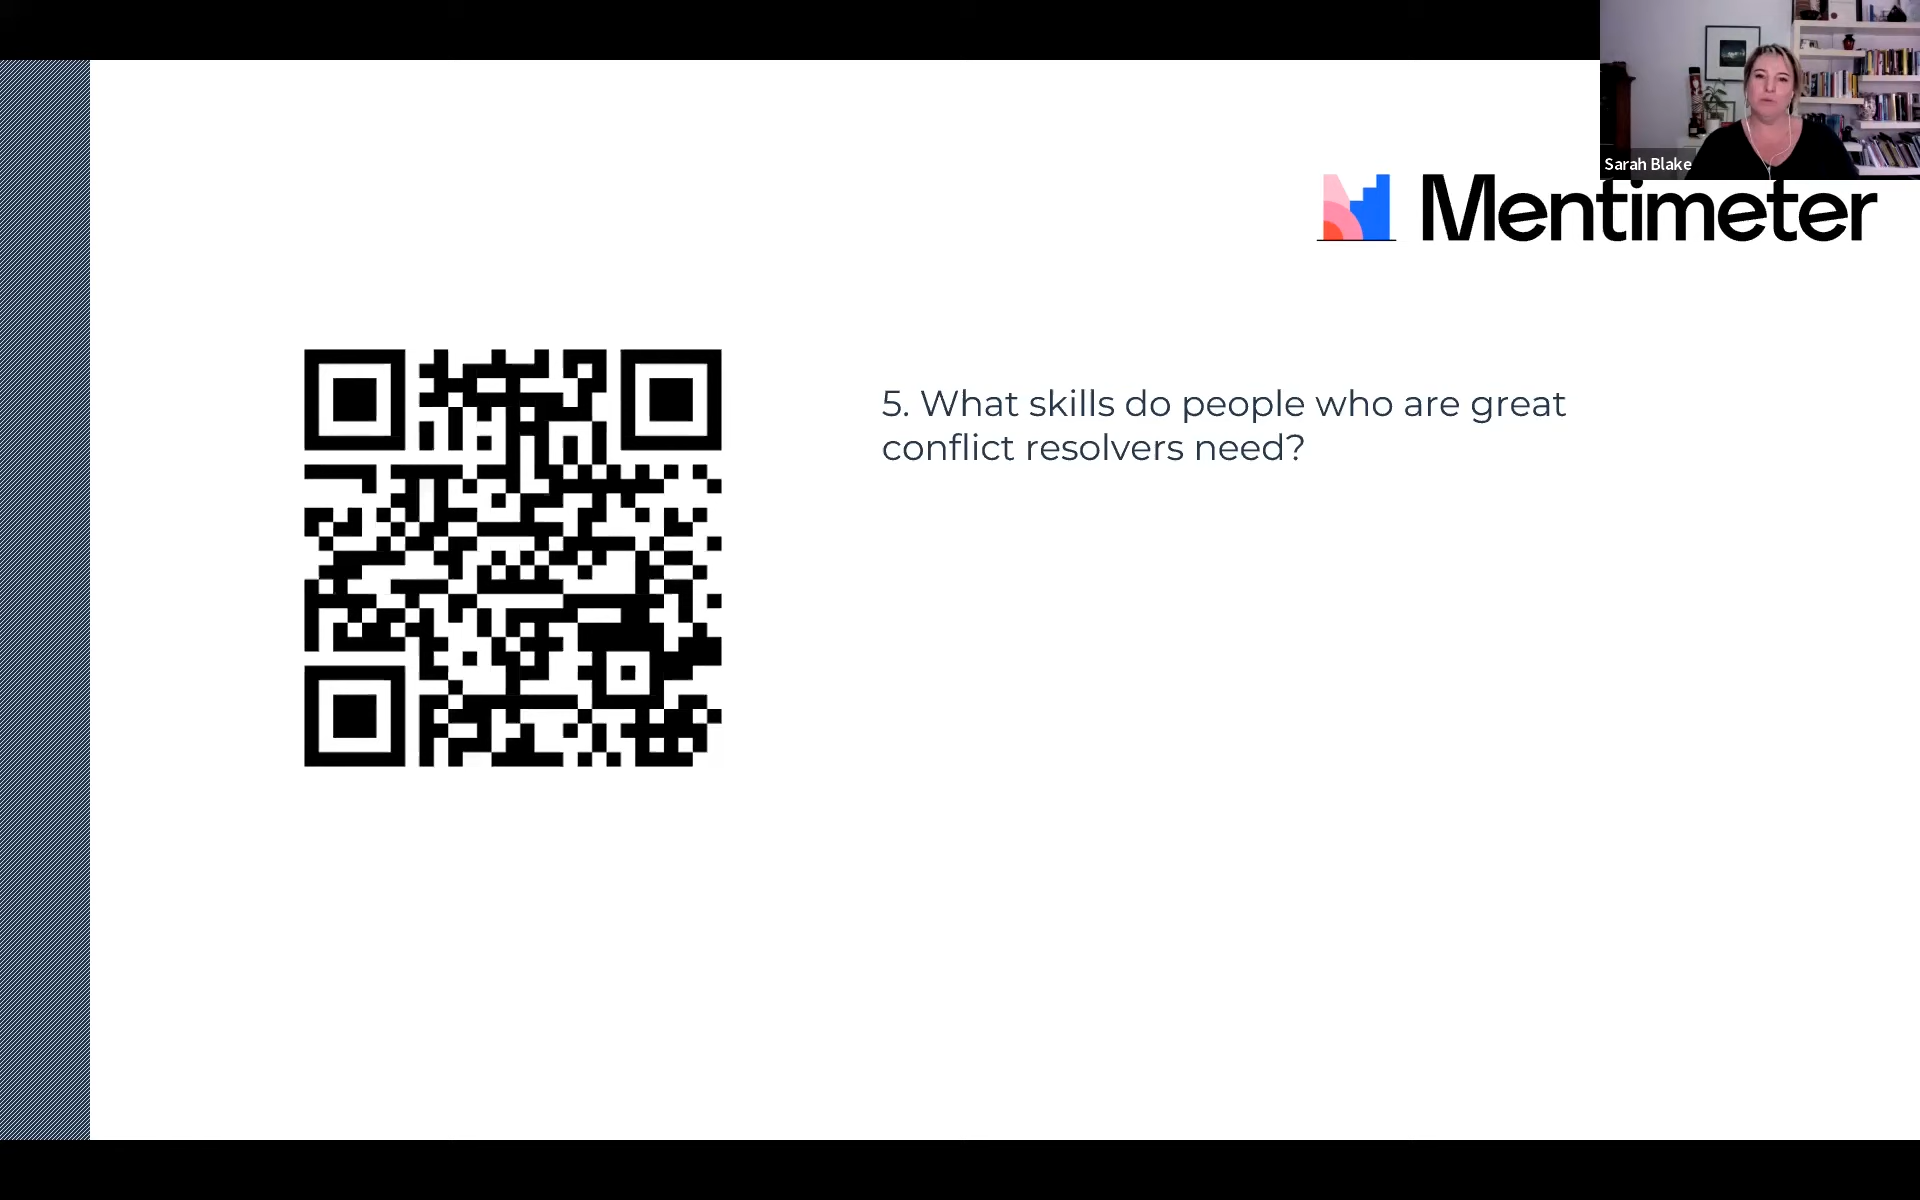 Sarah Blake
Mentimeter
5. What skills do people who are great
conflict resolvers need?